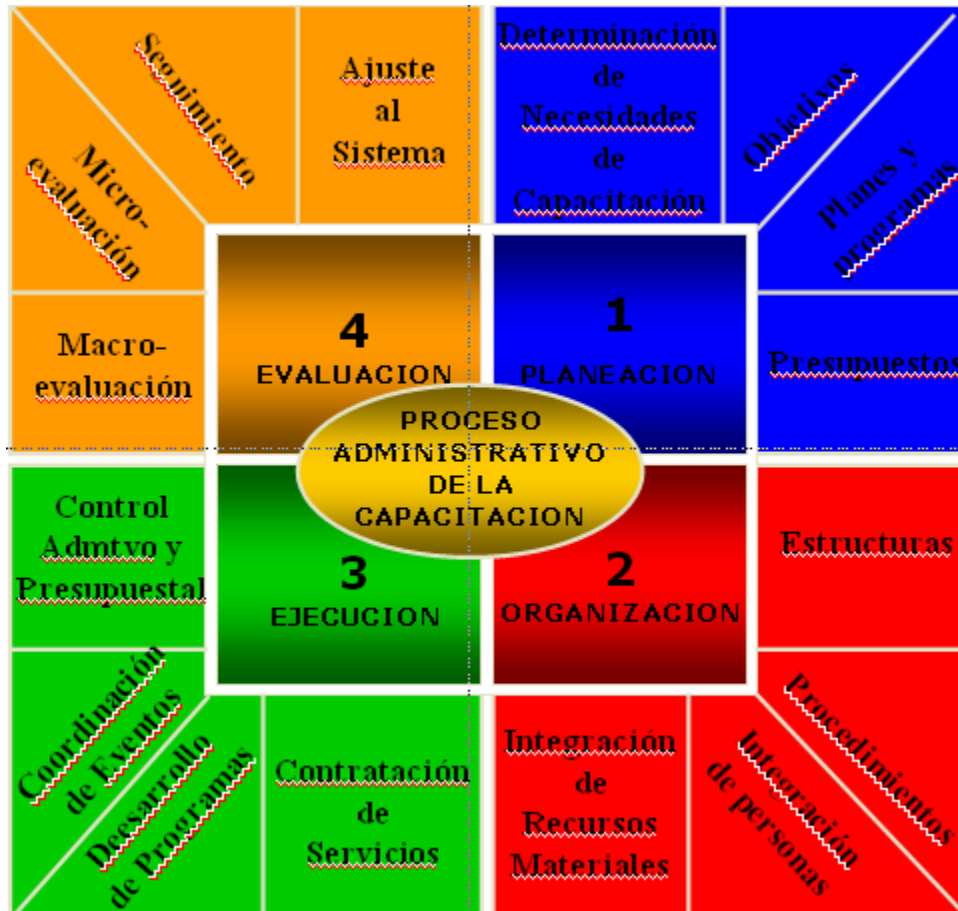 Seguimiento
Micro-
evaluación
Macro-
evaluación
Ajuste
al
Sistema
Determinación
de
Necesidades
de
Capacitación
Objetivos
Planes y
programas
Presupuestos
4
EVALUACION
1
PLANEACION
PROCESO
ADMINISTRATIVO
DE LA
CAPACITACION
3
EJECUCION
2
ORGANIZACION
Estructuras
Procedimientos
Integración
de personas
Integración
de
Recursos
Materiales
Contratación
de
Servicios
Deesarrollo
de Programas
Coordinación
de Eventos
Control
Admtvo y
Presupuestal